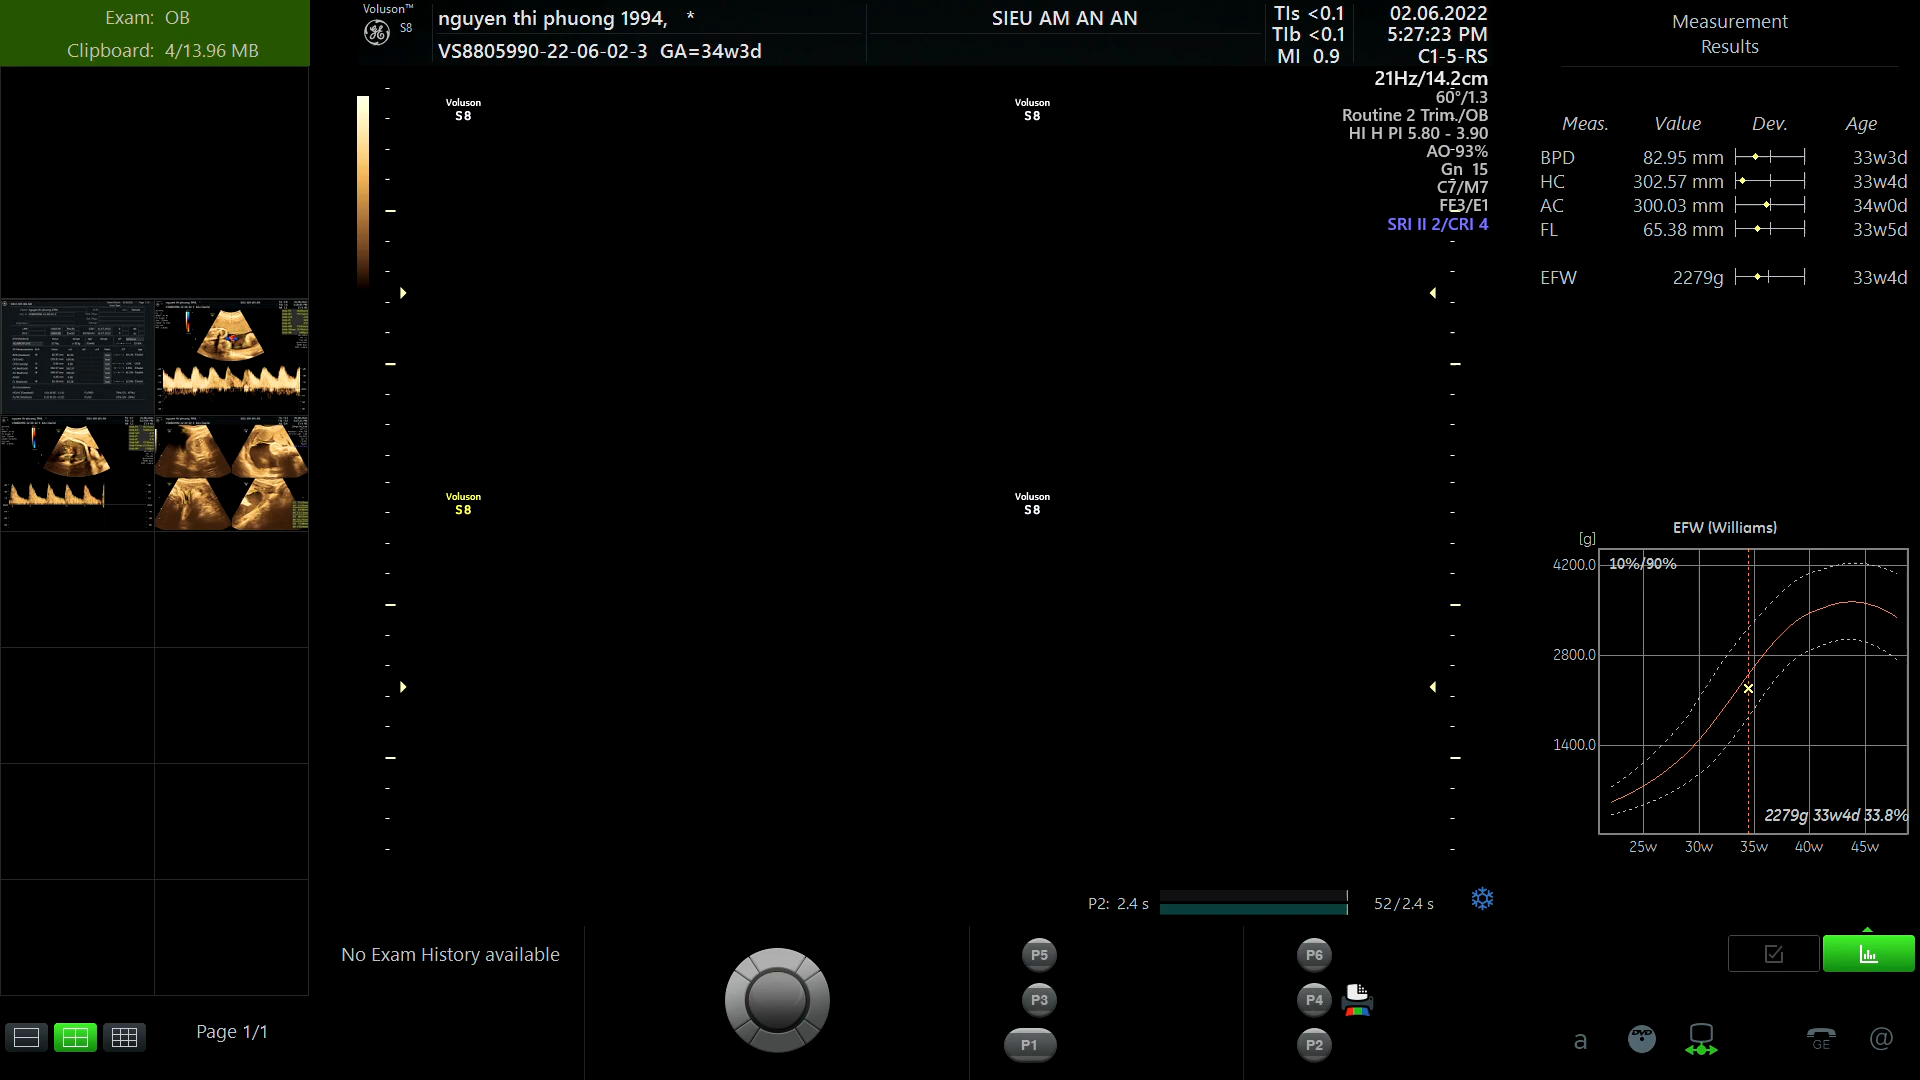 Exam: OB
Clipboard: 4/13.96 MB
Voluson™
S8
nguyen thi phuong 1994, *
VS8805990-22-06-02-3 GA=34w3d
SIEU AM AN AN
TIs <0.1
TIb <0.1
MI 0.9
02.06.2022
5:27:23 PM
C1-5-RS
21Hz/14.2cm
60°/1.3
Routine 2 Trim./OB
HI H PI 5.80 - 3.90
AO 93%
Gn 15
C7/M7
FE3/E1
SRI II 2/CRI 4
Voluson
S8
Voluson
S8
Voluson
S8
Voluson
S8
Measurement
Results
Meas. Value Dev. Age
BPD 82.95 mm 33w3d
HC 302.57 mm 33w4d
AC 300.03 mm 34w0d
FL 65.38 mm 33w5d
EFW 2279g 33w4d
EFW (Williams)
[g]
4200.0
10%/90%
2800.0
1400.0
2279g 33w4d 33.8%
25w 30w 35w 40w 45w
P2: 2.4 s
52/2.4 s
No Exam History available
P5
P3
P1
P6
P4
P2
Page 1/1
a
DVD
GE
@